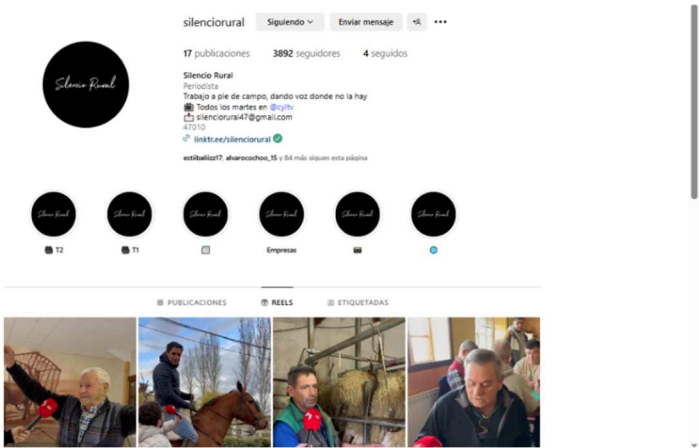 silenciorural Siguiendo Enviar mensaje
17 publicaciones 3892 seguidores 4 seguidos
Silencio Rural
Periodista
Trabajo a pie de campo, dando voz donde no la hay
Todos los martes en @cyltv
silenciorural47@gmail.com
47010
linktr.ee/silenciorural
estiibaliizz17, alvarocochoo_15 y 84 más siguen esta página
Silencio Rural Silencio Rural Silencio Rural Silencio Rural Silencio Rural Silencio Rural Silencio Rural
T2 T1 Empresas
PUBLICACIONES REELS ETIQUETADAS